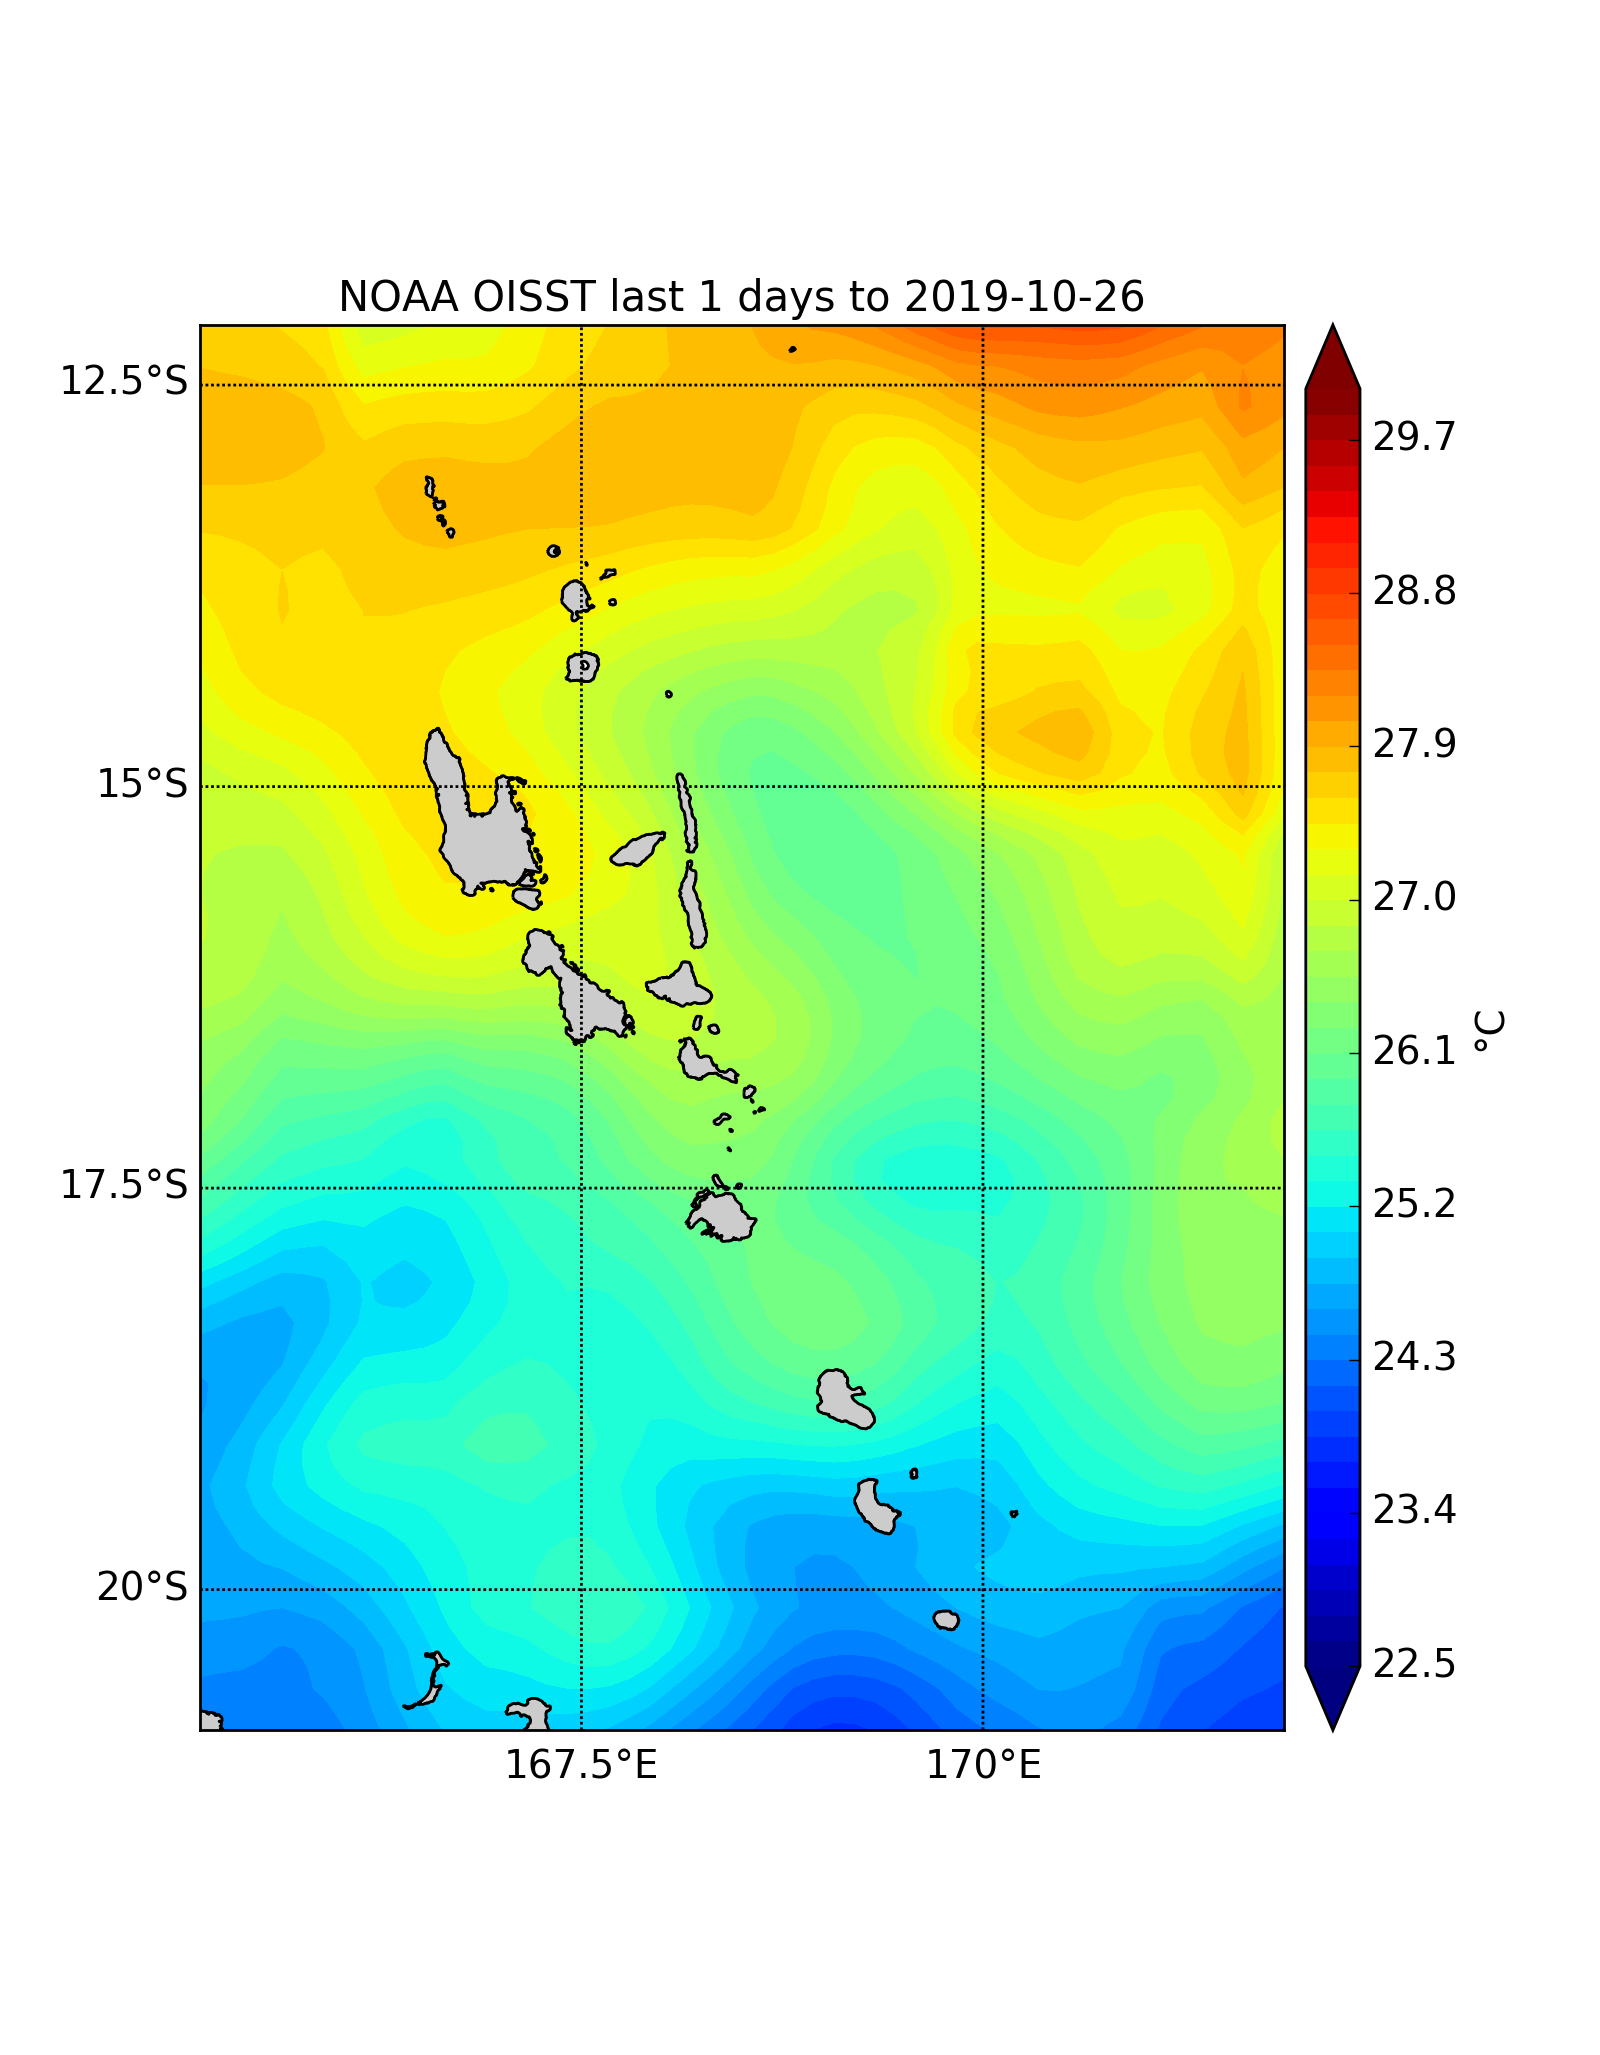 NOAA OISST last 1 days to 2019-10-26
12.5°S
15°S
17.5°S
20°S
167.5°E
170°E
29.7
28.8
27.9
27.0
26.1
25.2
24.3
23.4
22.5
°C